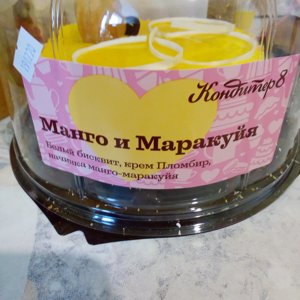 Кондитер8
Манго и Маракуйя
Белый бисквит, крем Пломбир,
начинка манго-маракуйя